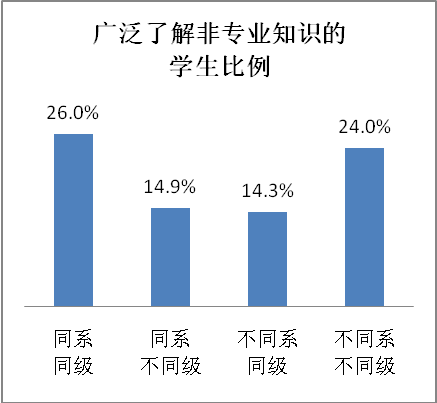 广泛了解非专业知识的
学生比例
26.0%
14.9%
14.3%
24.0%
同系
同级
同系
不同级
不同系
同级
不同系
不同级